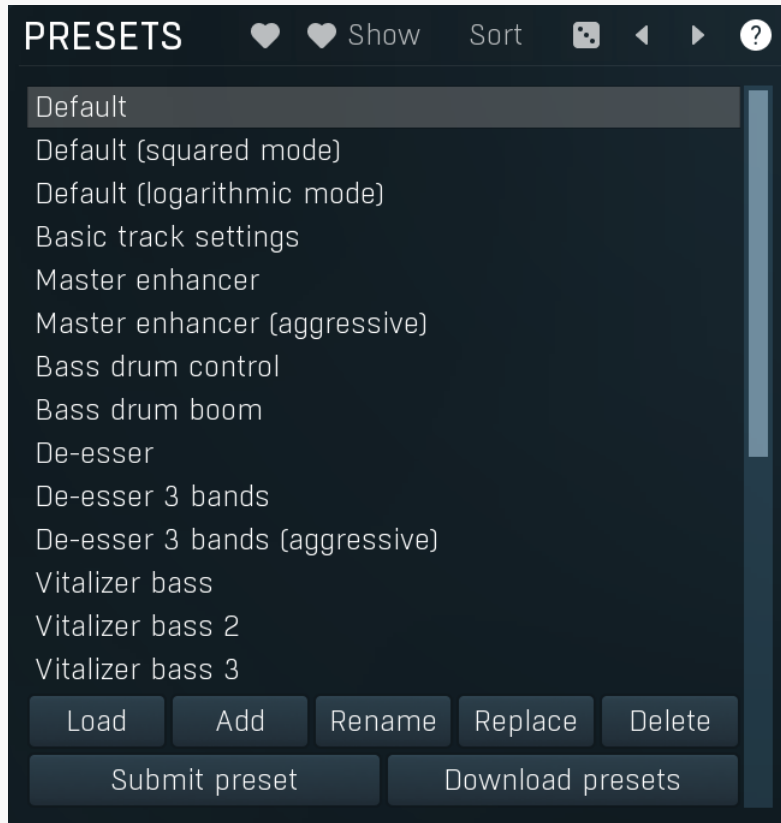 PRESETS Show Sort ?
Default
Default (squared mode)
Default (logarithmic mode)
Basic track settings
Master enhancer
Master enhancer (aggressive)
Bass drum control
Bass drum boom
De-esser
De-esser 3 bands
De-esser 3 bands (aggressive)
Vitalizer bass
Vitalizer bass 2
Vitalizer bass 3
Load Add Rename Replace Delete
Submit preset Download presets